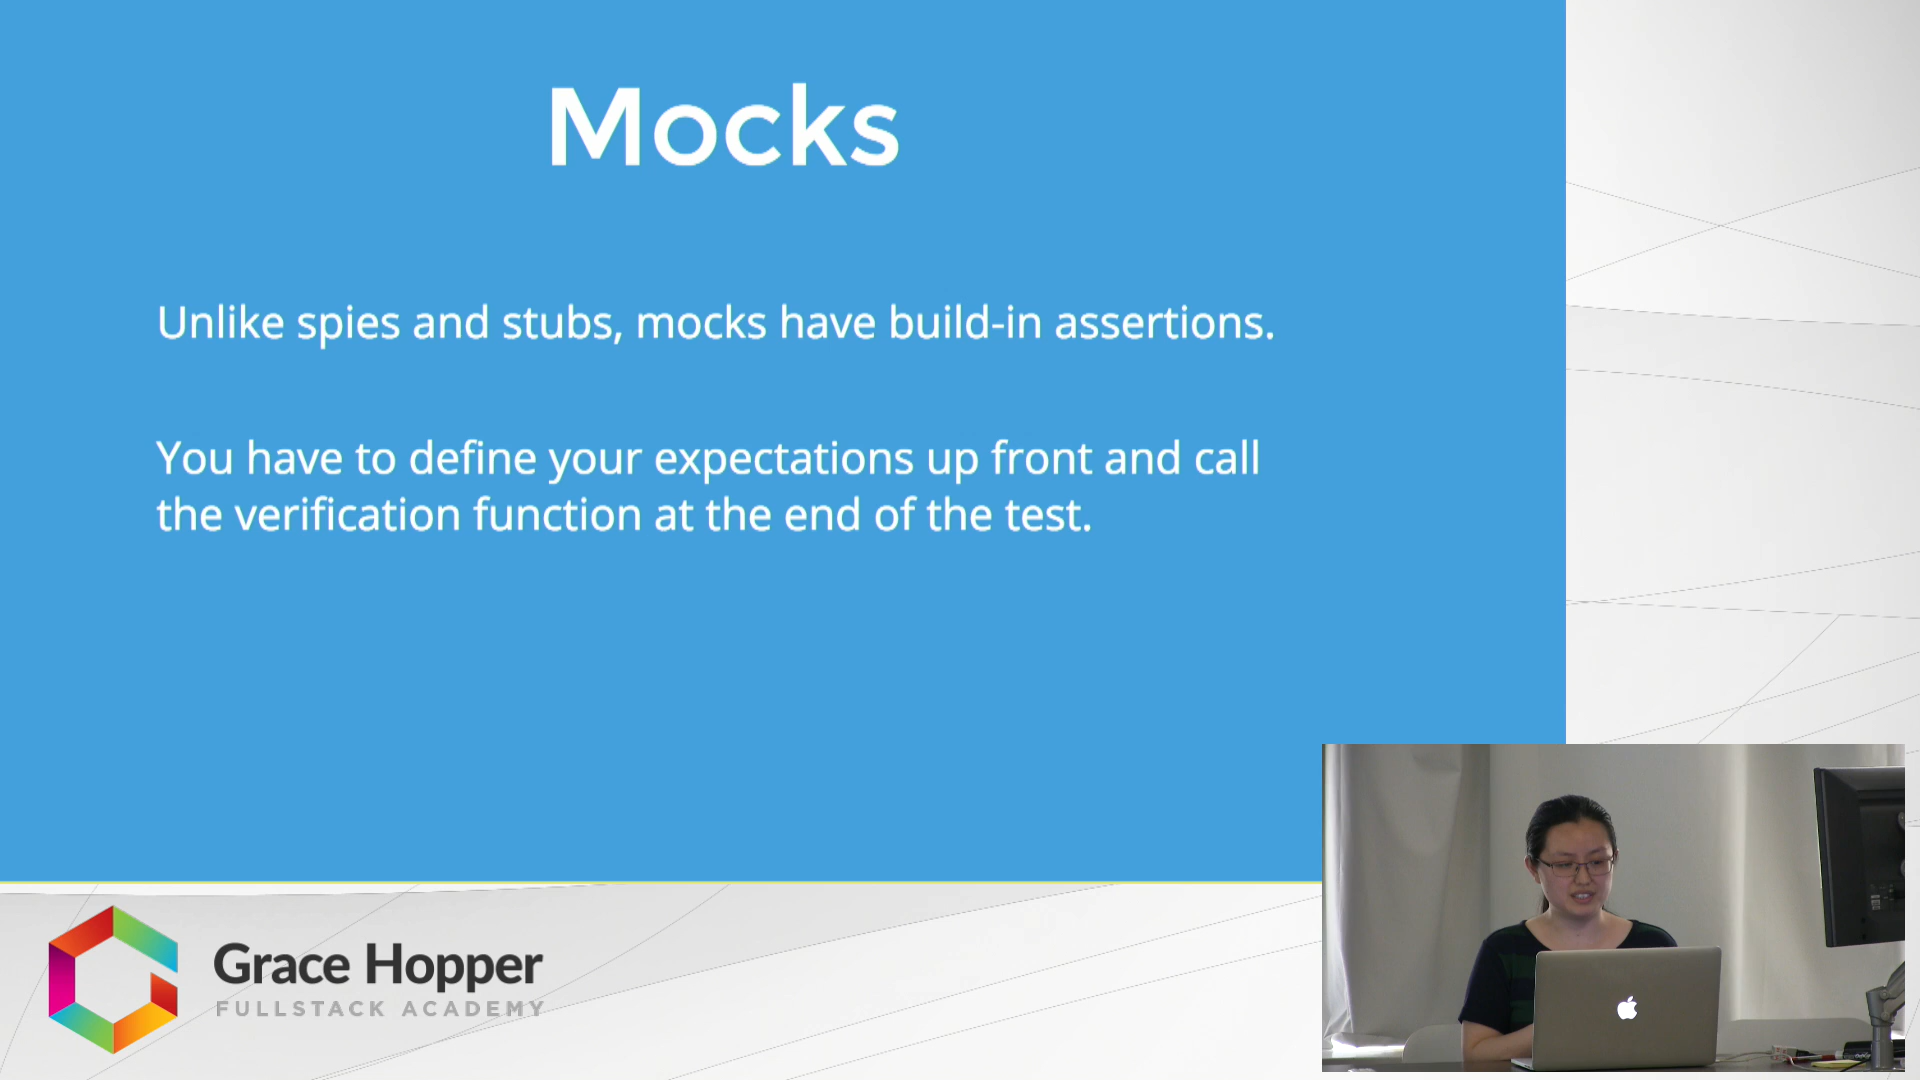 Mocks
Unlike spies and stubs, mocks have build-in assertions.
You have to define your expectations up front and call
the verification function at the end of the test.
Grace Hopper
FULLSTACK ACADEMY